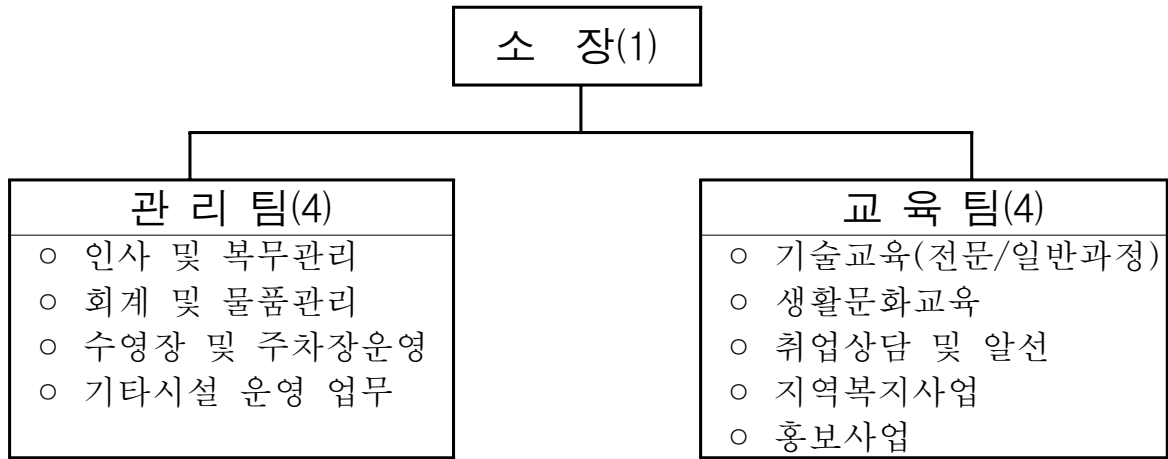 소 장(1)
관 리 팀(4)
○ 인사 및 복무관리
○ 회계 및 물품관리
○ 수영장 및 주차장운영
○ 기타시설 운영 업무
교 육 팀(4)
○ 기술교육(전문/일반과정)
○ 생활문화교육
○ 취업상담 및 알선
○ 지역복지사업
○ 홍보사업